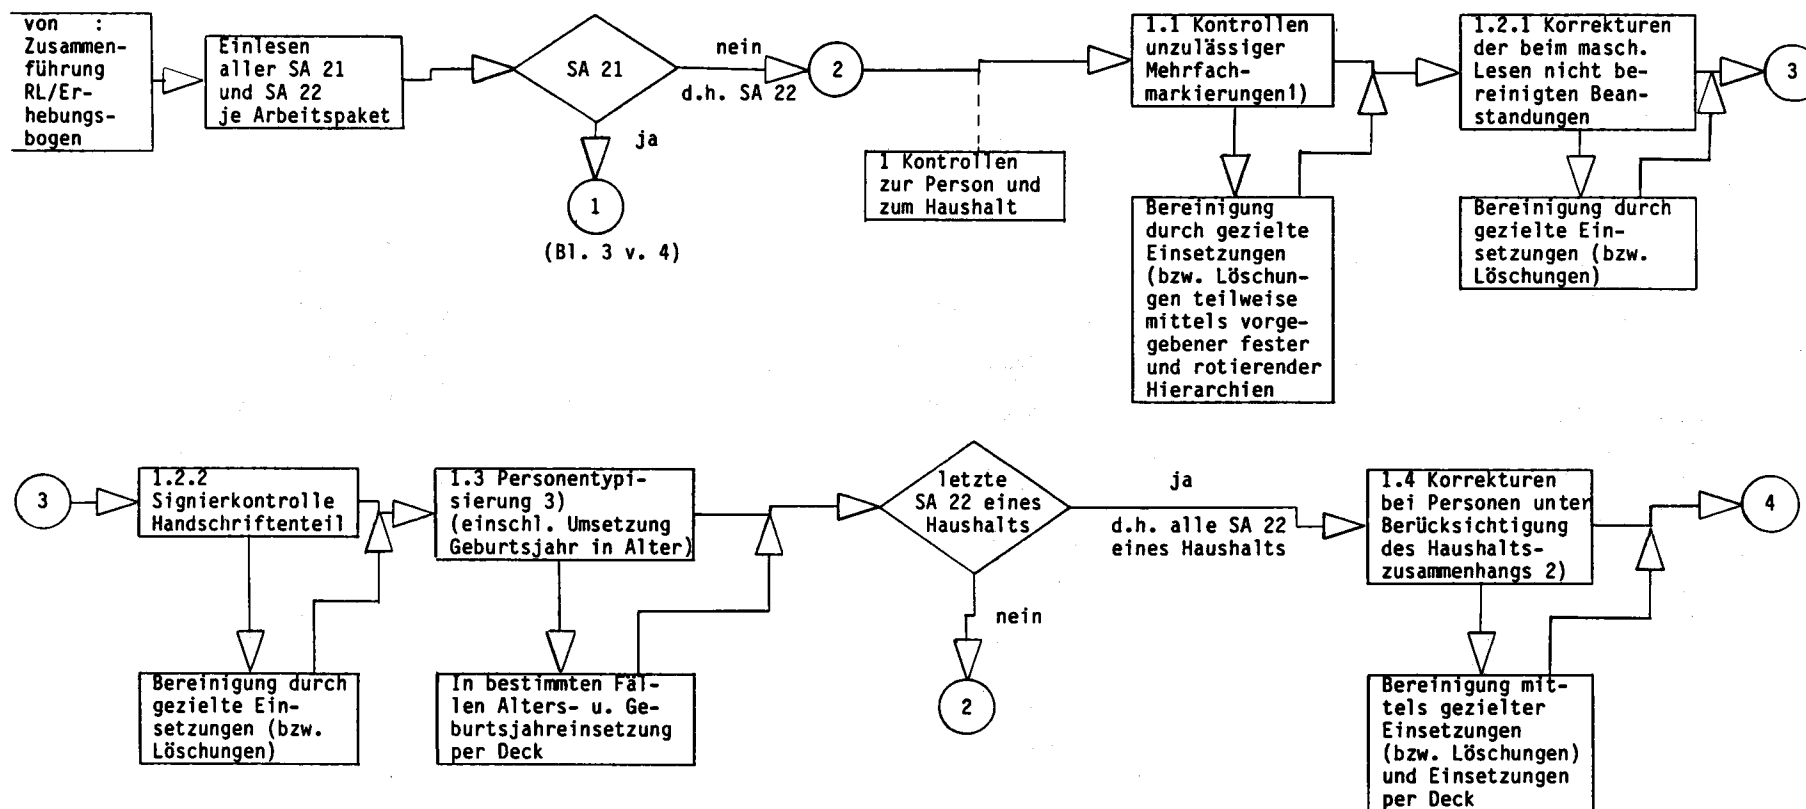 von :
Zusammen-
führung
RL/Er-
hebungs-
bogen
Einlesen
aller SA 21
und SA 22
je Arbeitspaket
SA 21
nein
d.h. SA 22
ja
1
(Bl. 3 v. 4)
2
1 Kontrollen
zur Person und
zum Haushalt
1.1 Kontrollen
unzulässiger
Mehrfach-
markierungen1)
Bereinigung
durch gezielte
Einsetzungen
(bzw. Löschun-
gen teilweise
mittels vorge-
gebener fester
und rotierender
Hierarchien
1.2.1 Korrekturen
der beim masch.
Lesen nicht be-
reinigten Bean-
standungen
Bereinigung durch
gezielte Ein-
setzungen (bzw.
Löschungen)
3
3
1.2.2
Signierkontrolle
Handschriftenteil
Bereinigung durch
gezielte Ein-
setzungen (bzw.
Löschungen)
1.3 Personentypi-
sierung 3)
(einschl. Umsetzung
Geburtsjahr in Alter)
In bestimmten Fäl-
len Alters- u. Ge-
burtsjahreinsetzung
per Deck
letzte
SA 22 eines
Haushalts
ja
d.h. alle SA 22
eines Haushalts
nein
2
1.4 Korrekturen
bei Personen unter
Berücksichtigung
des Haushalts-
zusammenhangs 2)
Bereinigung mit-
tels gezielter
Einsetzungen
(bzw. Löschungen)
und Einsetzungen
per Deck
4